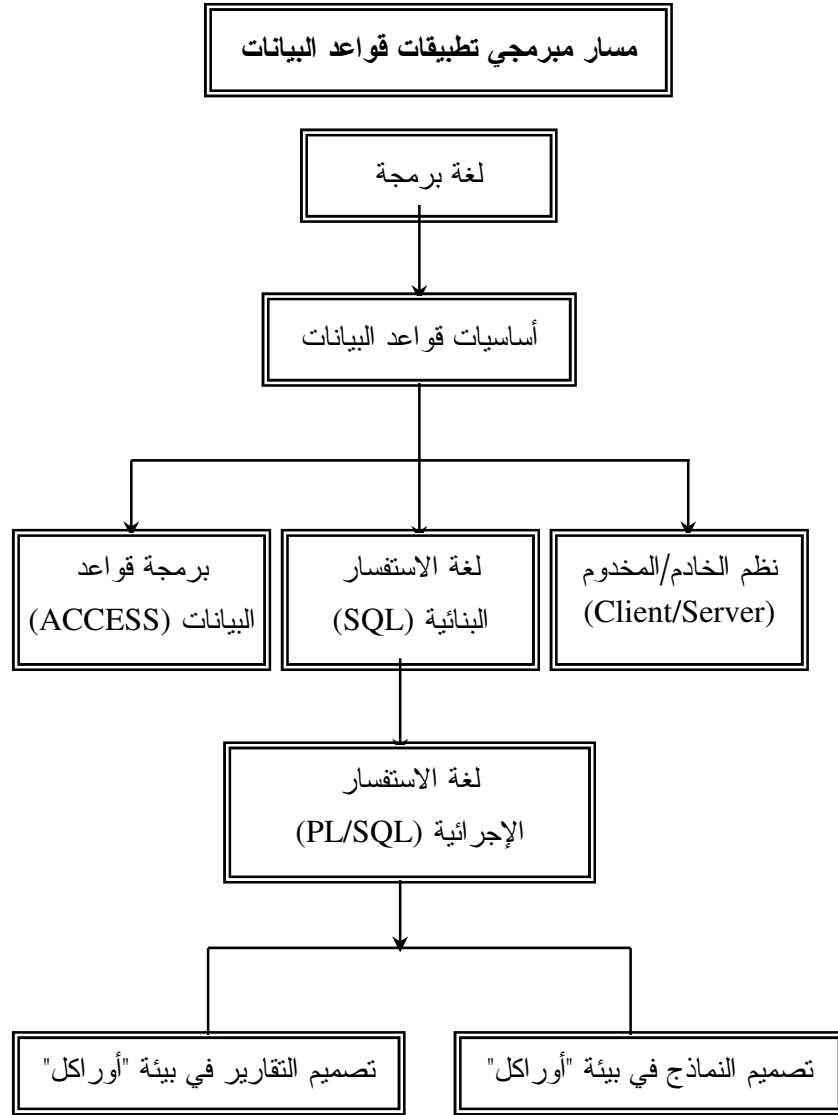 مسار مبرمجي تطبيقات قواعد البيانات
لغة برمجة
أساسيات قواعد البيانات
نظم الخادم/المخدوم
(Client/Server)
لغة الاستفسار
البنائية (SQL)
برمجة قواعد
البيانات (ACCESS)
لغة الاستفسار
الإجرائية (PL/SQL)
تصميم النماذج في بيئة "أوراكل"
تصميم التقارير في بيئة "أوراكل"